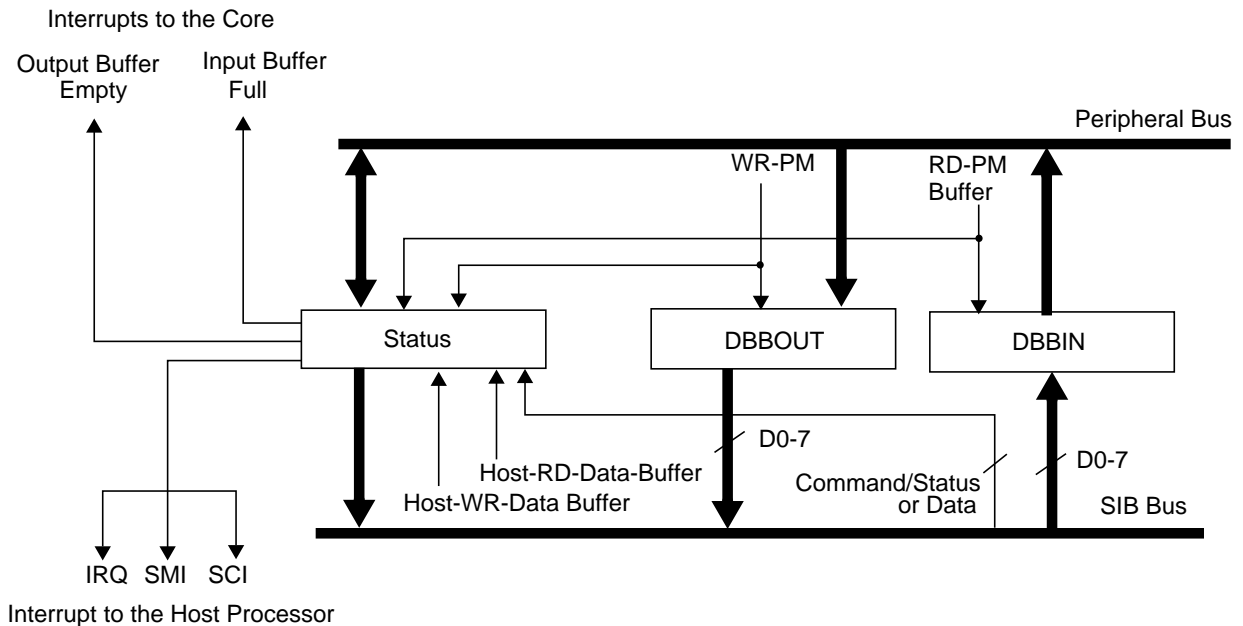 Interrupts to the Core
Output Buffer
Empty
Input Buffer
Full
Peripheral Bus
WR-PM
RD-PM
Buffer
Status
DBBOUT
DBBIN
D0-7
Host-RD-Data-Buffer
Host-WR-Data Buffer
Command/Status
or Data
D0-7
SIB Bus
IRQ
SMI
SCI
Interrupt to the Host Processor